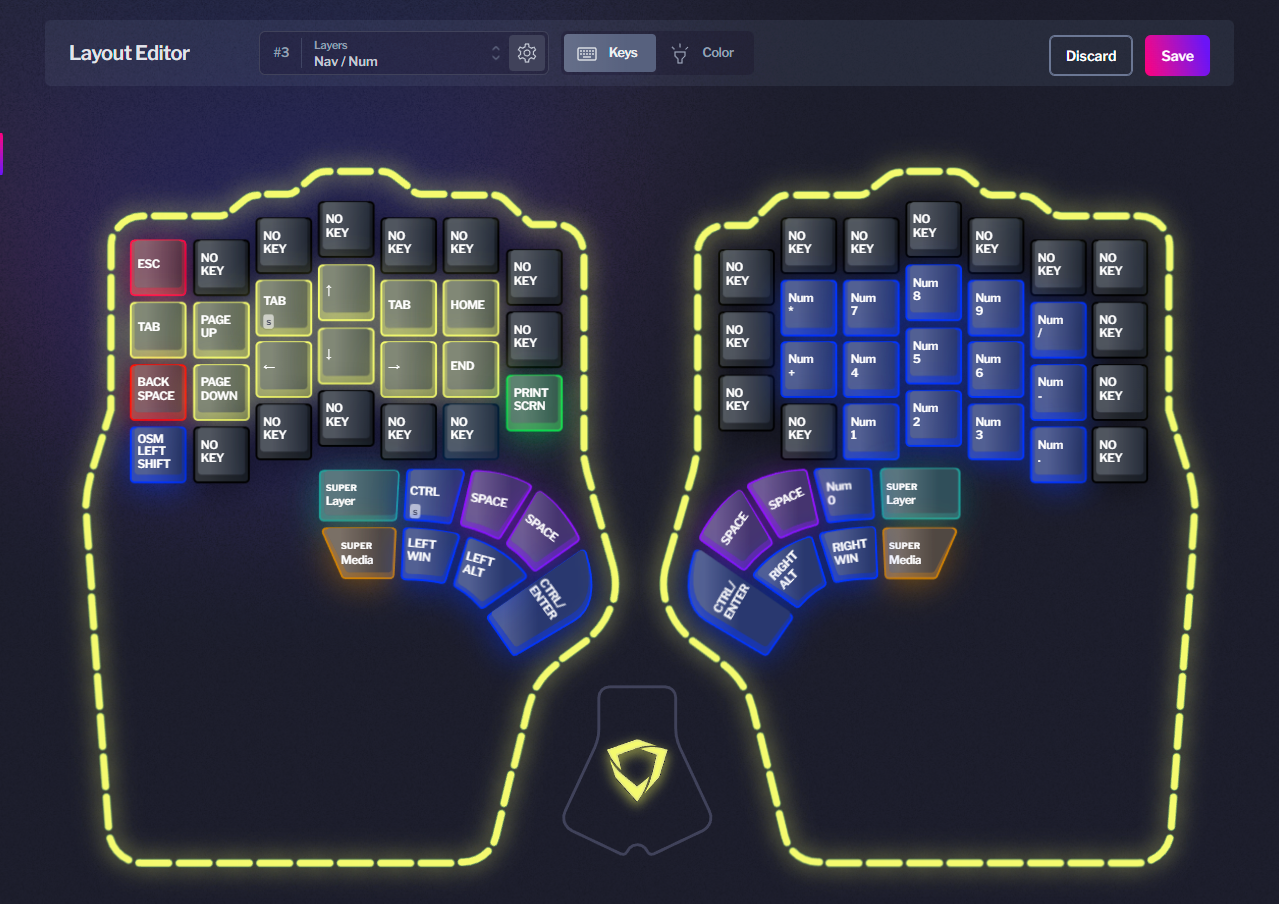 Layout Editor
#3
Layers
Nav / Num
Keys
Color
Discard
Save
ESC
NO
KEY
NO
KEY
NO
KEY
NO
KEY
NO
KEY
NO
KEY
TAB
PAGE
UP
TAB
s
↑
TAB
HOME
NO
KEY
BACK
SPACE
PAGE
DOWN
←
↓
→
END
PRINT
SCRN
OSM
LEFT
SHIFT
NO
KEY
NO
KEY
NO
KEY
NO
KEY
NO
KEY
SUPER
Layer
CTRL
s
SPACE
SPACE
SUPER
Media
LEFT
WIN
LEFT
ALT
CTRL/
ENTER
NO
KEY
NO
KEY
NO
KEY
NO
KEY
NO
KEY
NO
KEY
NO
KEY
NO
KEY
Num
*
Num
7
Num
8
Num
9
Num
/
NO
KEY
NO
KEY
Num
+
Num
4
Num
5
Num
6
Num
-
NO
KEY
NO
KEY
Num
1
Num
2
Num
3
Num
.
NO
KEY
SPACE
SPACE
Num
0
SUPER
Layer
CTRL/
ENTER
RIGHT
ALT
RIGHT
WIN
SUPER
Media